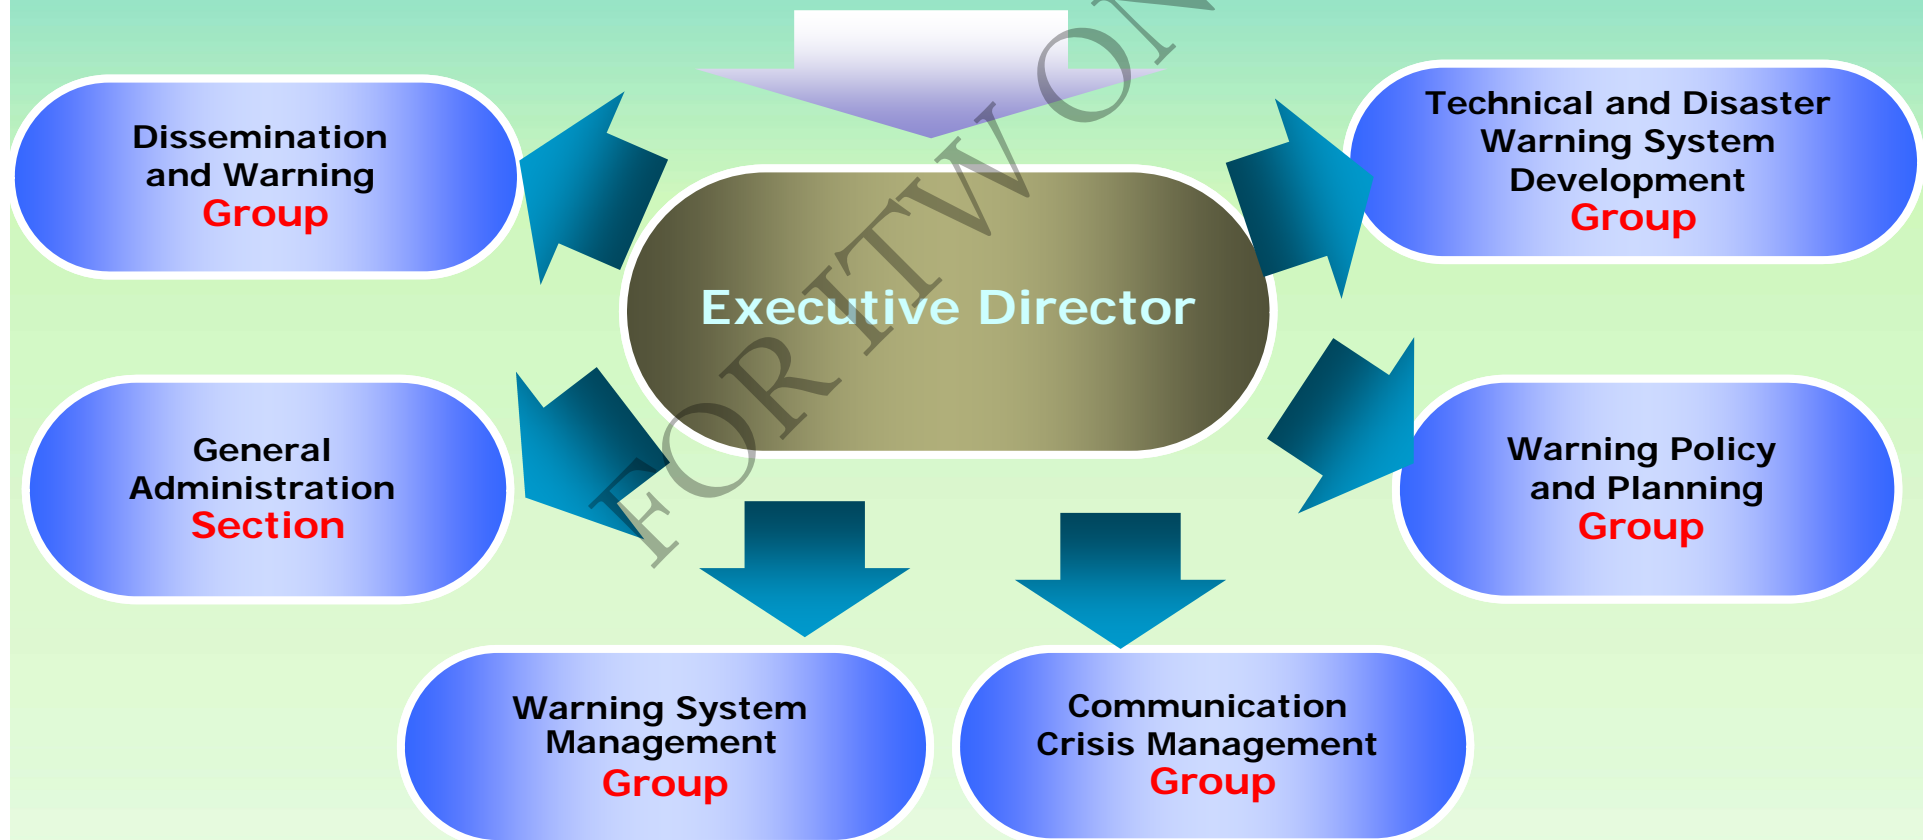 Dissemination
and Warning
Group
Technical and Disaster
Warning System
Development
Group
Executive Director
General
Administration
Section
Warning Policy
and Planning
Group
Warning System
Management
Group
Communication
Crisis Management
Group
FOR ITW ON